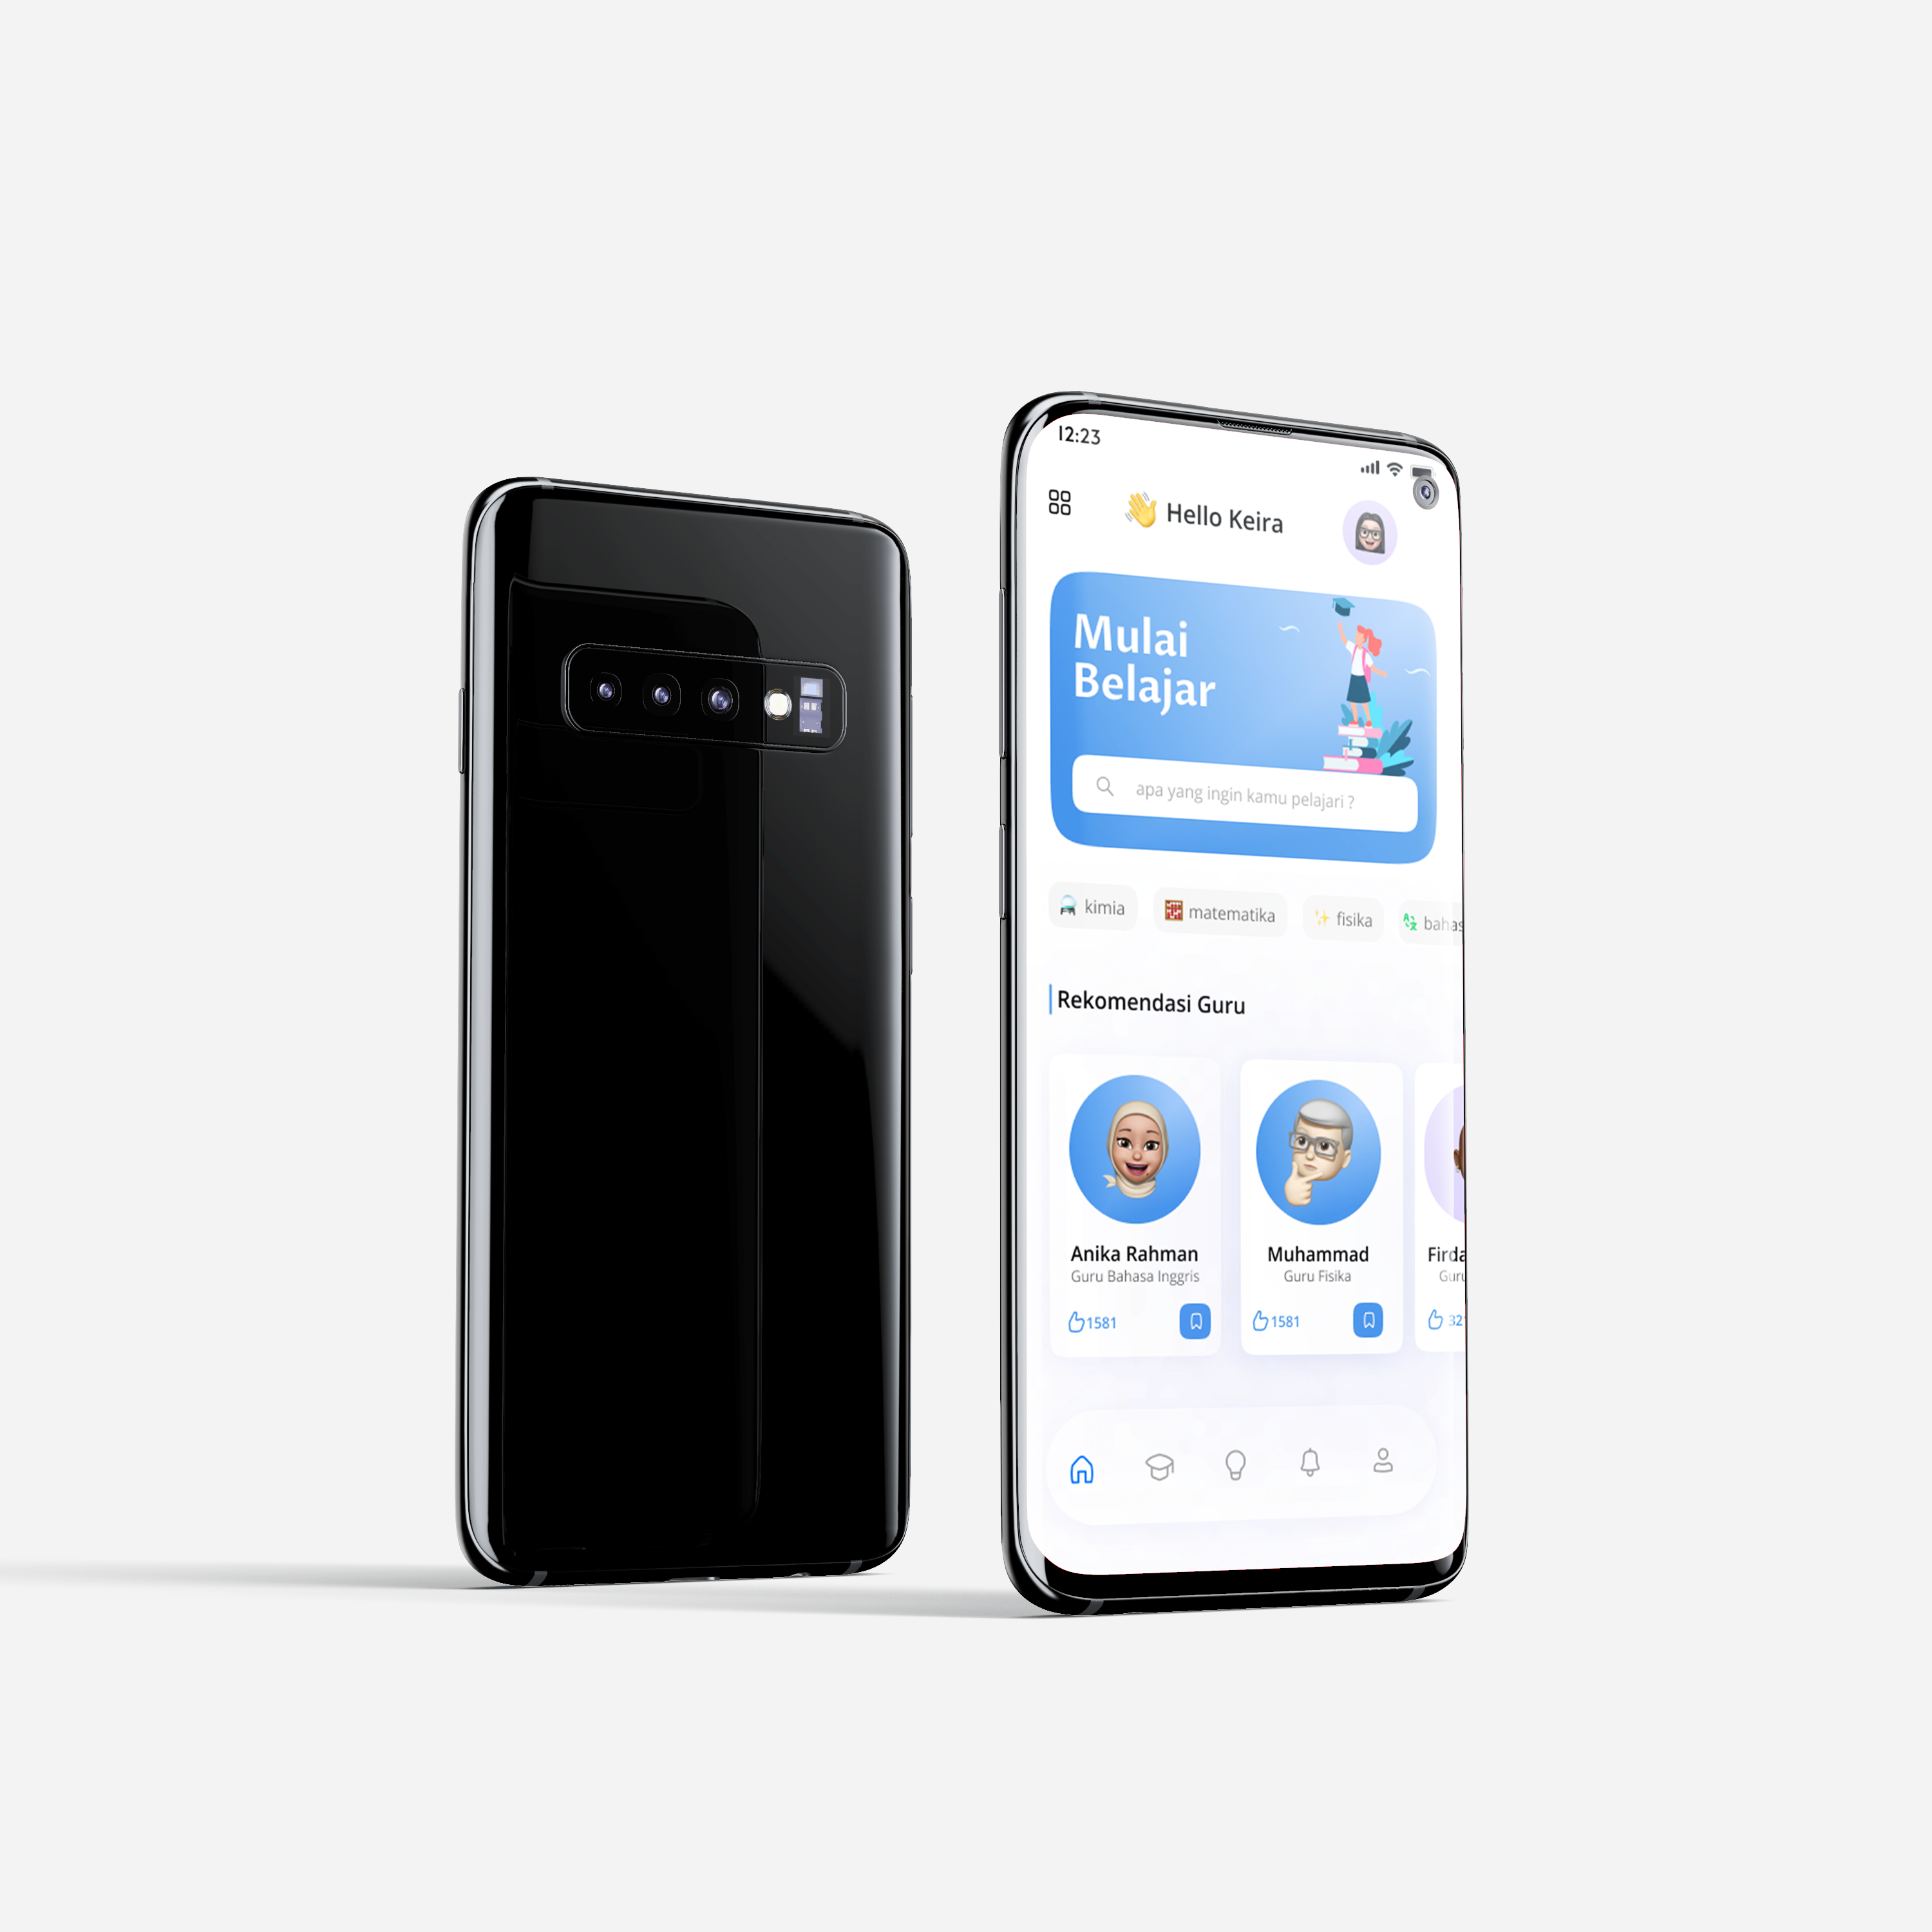 12:23
Hello Keira
Mulai
Belajar
apa yang ingin kamu pelajari ?
kimia
matematika
fisika
bahas
Rekomendasi Guru
Anika Rahman
Guru Bahasa Inggris
1581
Muhammad
Guru Fisika
1581
Firda
Guru
32